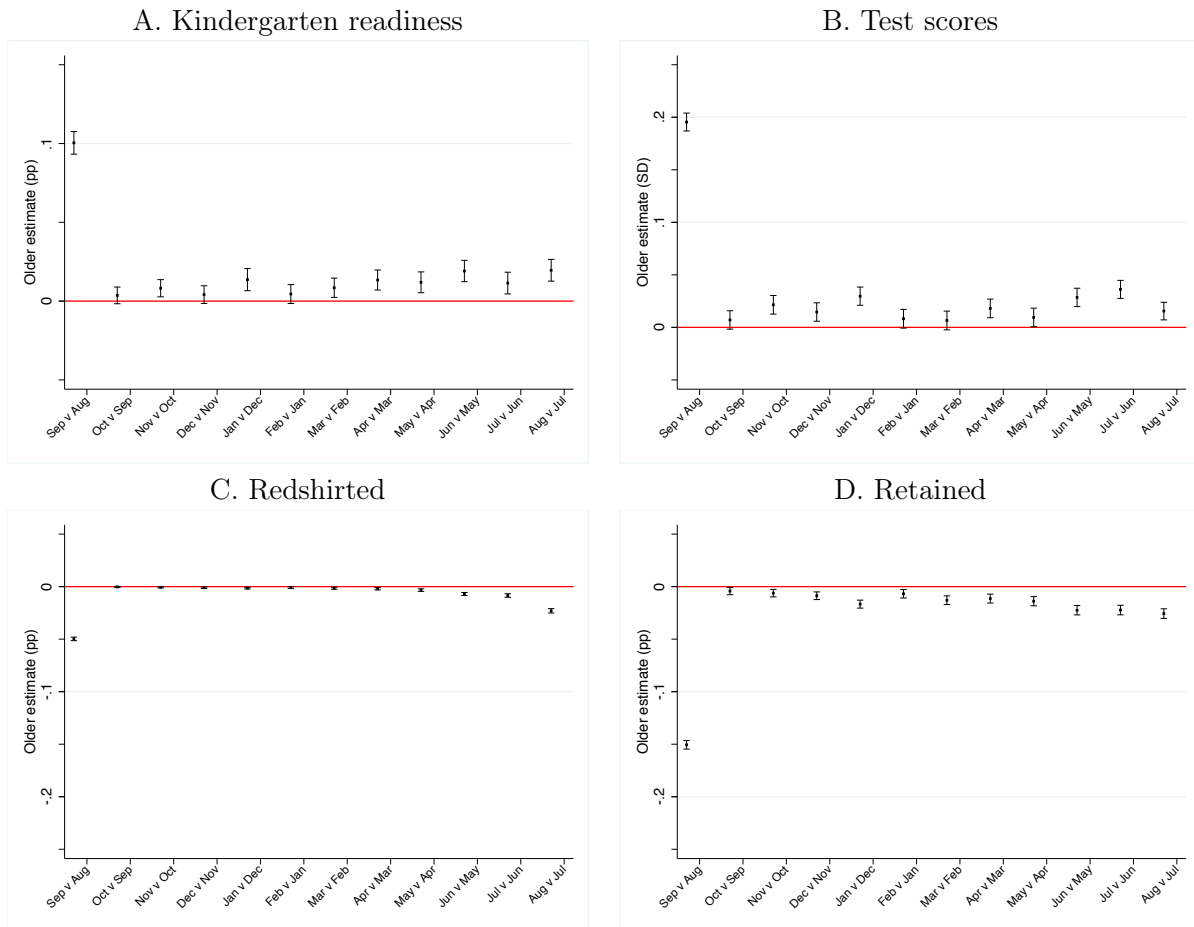 A. Kindergarten readiness
Older estimate (pp)
.1
0
Sep v Aug
Oct v Sep
Nov v Oct
Dec v Nov
Jan v Dec
Feb v Jan
Mar v Feb
Apr v Mar
May v Apr
Jun v May
Jul v Jun
Aug v Jul
B. Test scores
Older estimate (SD)
.2
.1
0
Sep v Aug
Oct v Sep
Nov v Oct
Dec v Nov
Jan v Dec
Feb v Jan
Mar v Feb
Apr v Mar
May v Apr
Jun v May
Jul v Jun
Aug v Jul
C. Redshirted
Older estimate (pp)
0
-.1
-.2
Sep v Aug
Oct v Sep
Nov v Oct
Dec v Nov
Jan v Dec
Feb v Jan
Mar v Feb
Apr v Mar
May v Apr
Jun v May
Jul v Jun
Aug v Jul
D. Retained
Older estimate (pp)
0
-.1
-.2
Sep v Aug
Oct v Sep
Nov v Oct
Dec v Nov
Jan v Dec
Feb v Jan
Mar v Feb
Apr v Mar
May v Apr
Jun v May
Jul v Jun
Aug v Jul